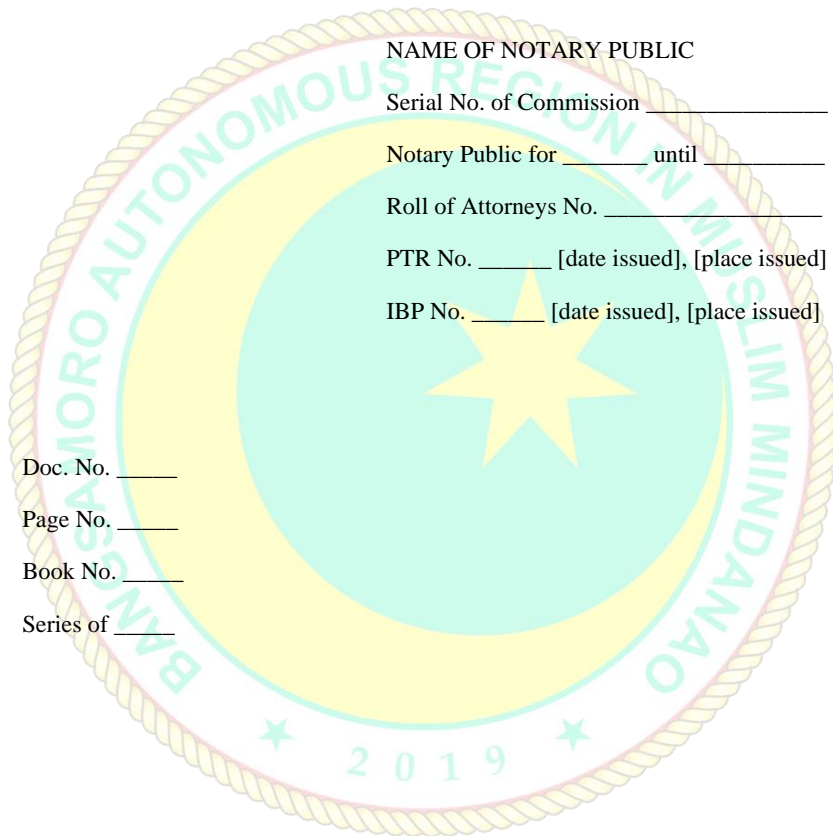 NAME OF NOTARY PUBLIC
Serial No. of Commission _______________
Notary Public for _______ until __________
Roll of Attorneys No. __________________
PTR No. ______ [date issued], [place issued]
IBP No. ______ [date issued], [place issued]
Doc. No. _____
Page No. _____
Book No. _____
Series of _____
BANGSAMORO AUTONOMOUS REGION IN MUSLIM MINDANAO
2019